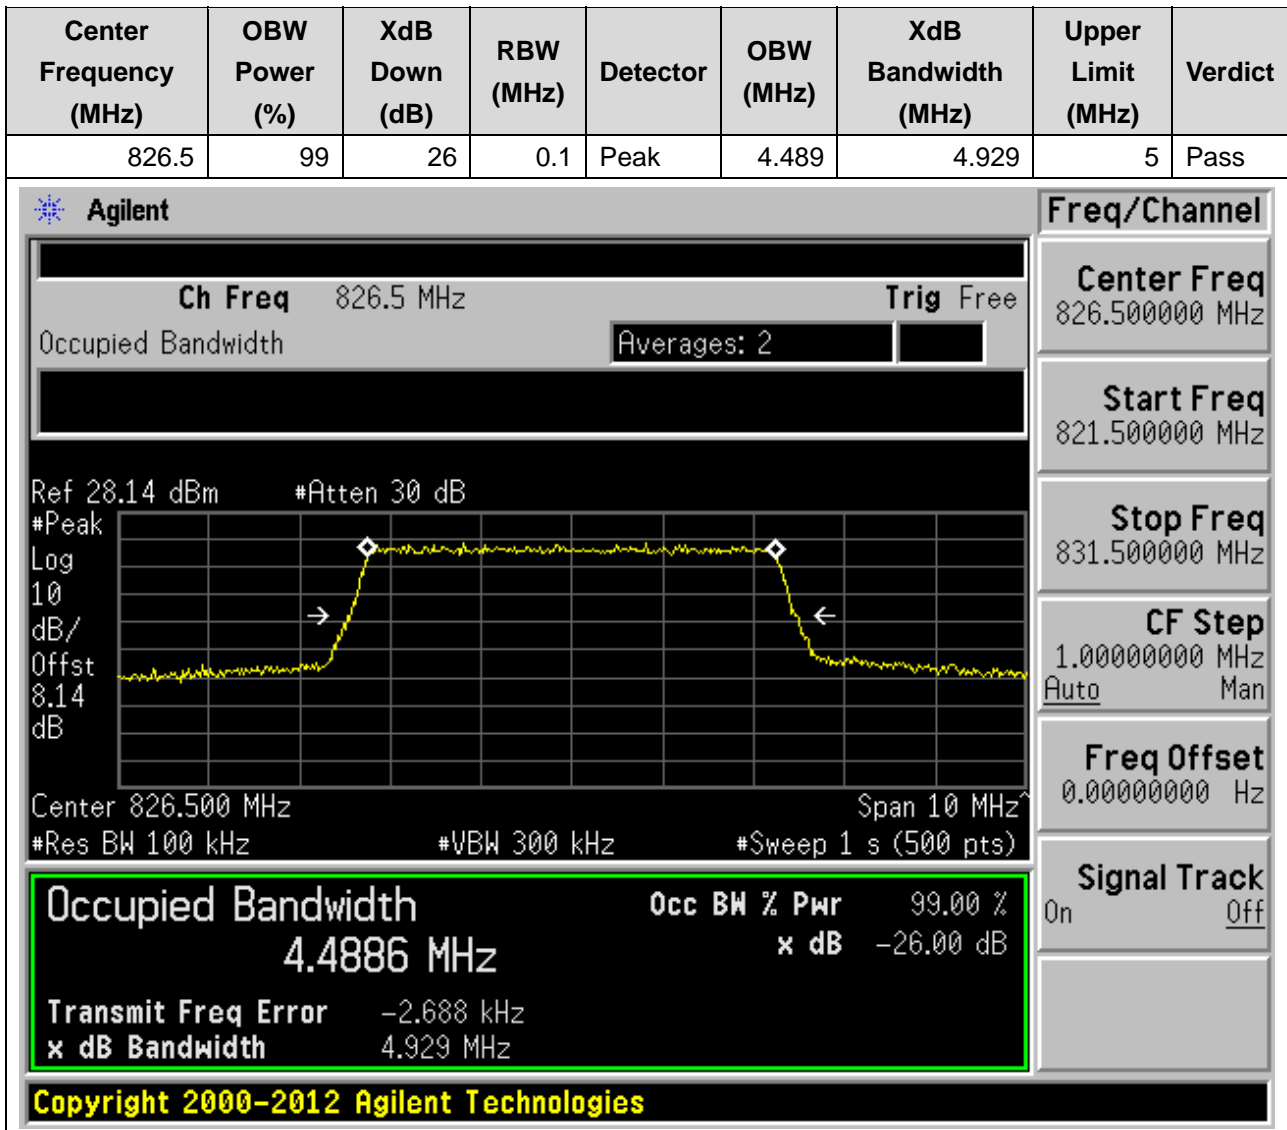 Center Frequency (MHz) OBW Power (%) XdB Down (dB) RBW (MHz) Detector OBW (MHz) XdB Bandwidth (MHz) Upper Limit (MHz) Verdict
826.5 99 26 0.1 Peak 4.489 4.929 5 Pass
Agilent
Freq/Channel
Ch Freq 826.5 MHz Trig Free
Occupied Bandwidth Averages: 2
Center Freq
826.500000 MHz
Start Freq
821.500000 MHz
Stop Freq
831.500000 MHz
CF Step
1.00000000 MHz
Auto Man
Freq Offset
0.00000000 Hz
Signal Track
On Off
Ref 28.14 dBm #Atten 30 dB
#Peak
Log
10
dB/
Offst
8.14
dB
Center 826.500 MHz Span 10 MHz^
#Res BW 100 kHz #VBW 300 kHz #Sweep 1 s (500 pts)
Occupied Bandwidth Occ BW % Pwr 99.00 %
4.4886 MHz x dB -26.00 dB
Transmit Freq Error -2.688 kHz
x dB Bandwidth 4.929 MHz
Copyright 2000-2012 Agilent Technologies